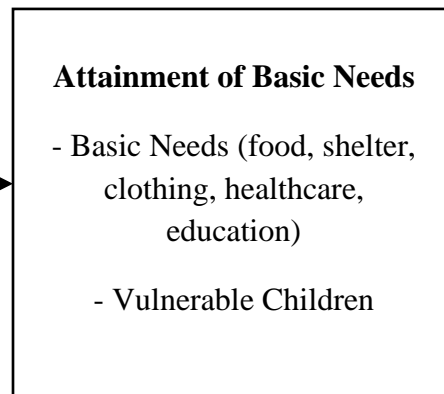 Attainment of Basic Needs
- Basic Needs (food, shelter,
clothing, healthcare,
education)
- Vulnerable Children